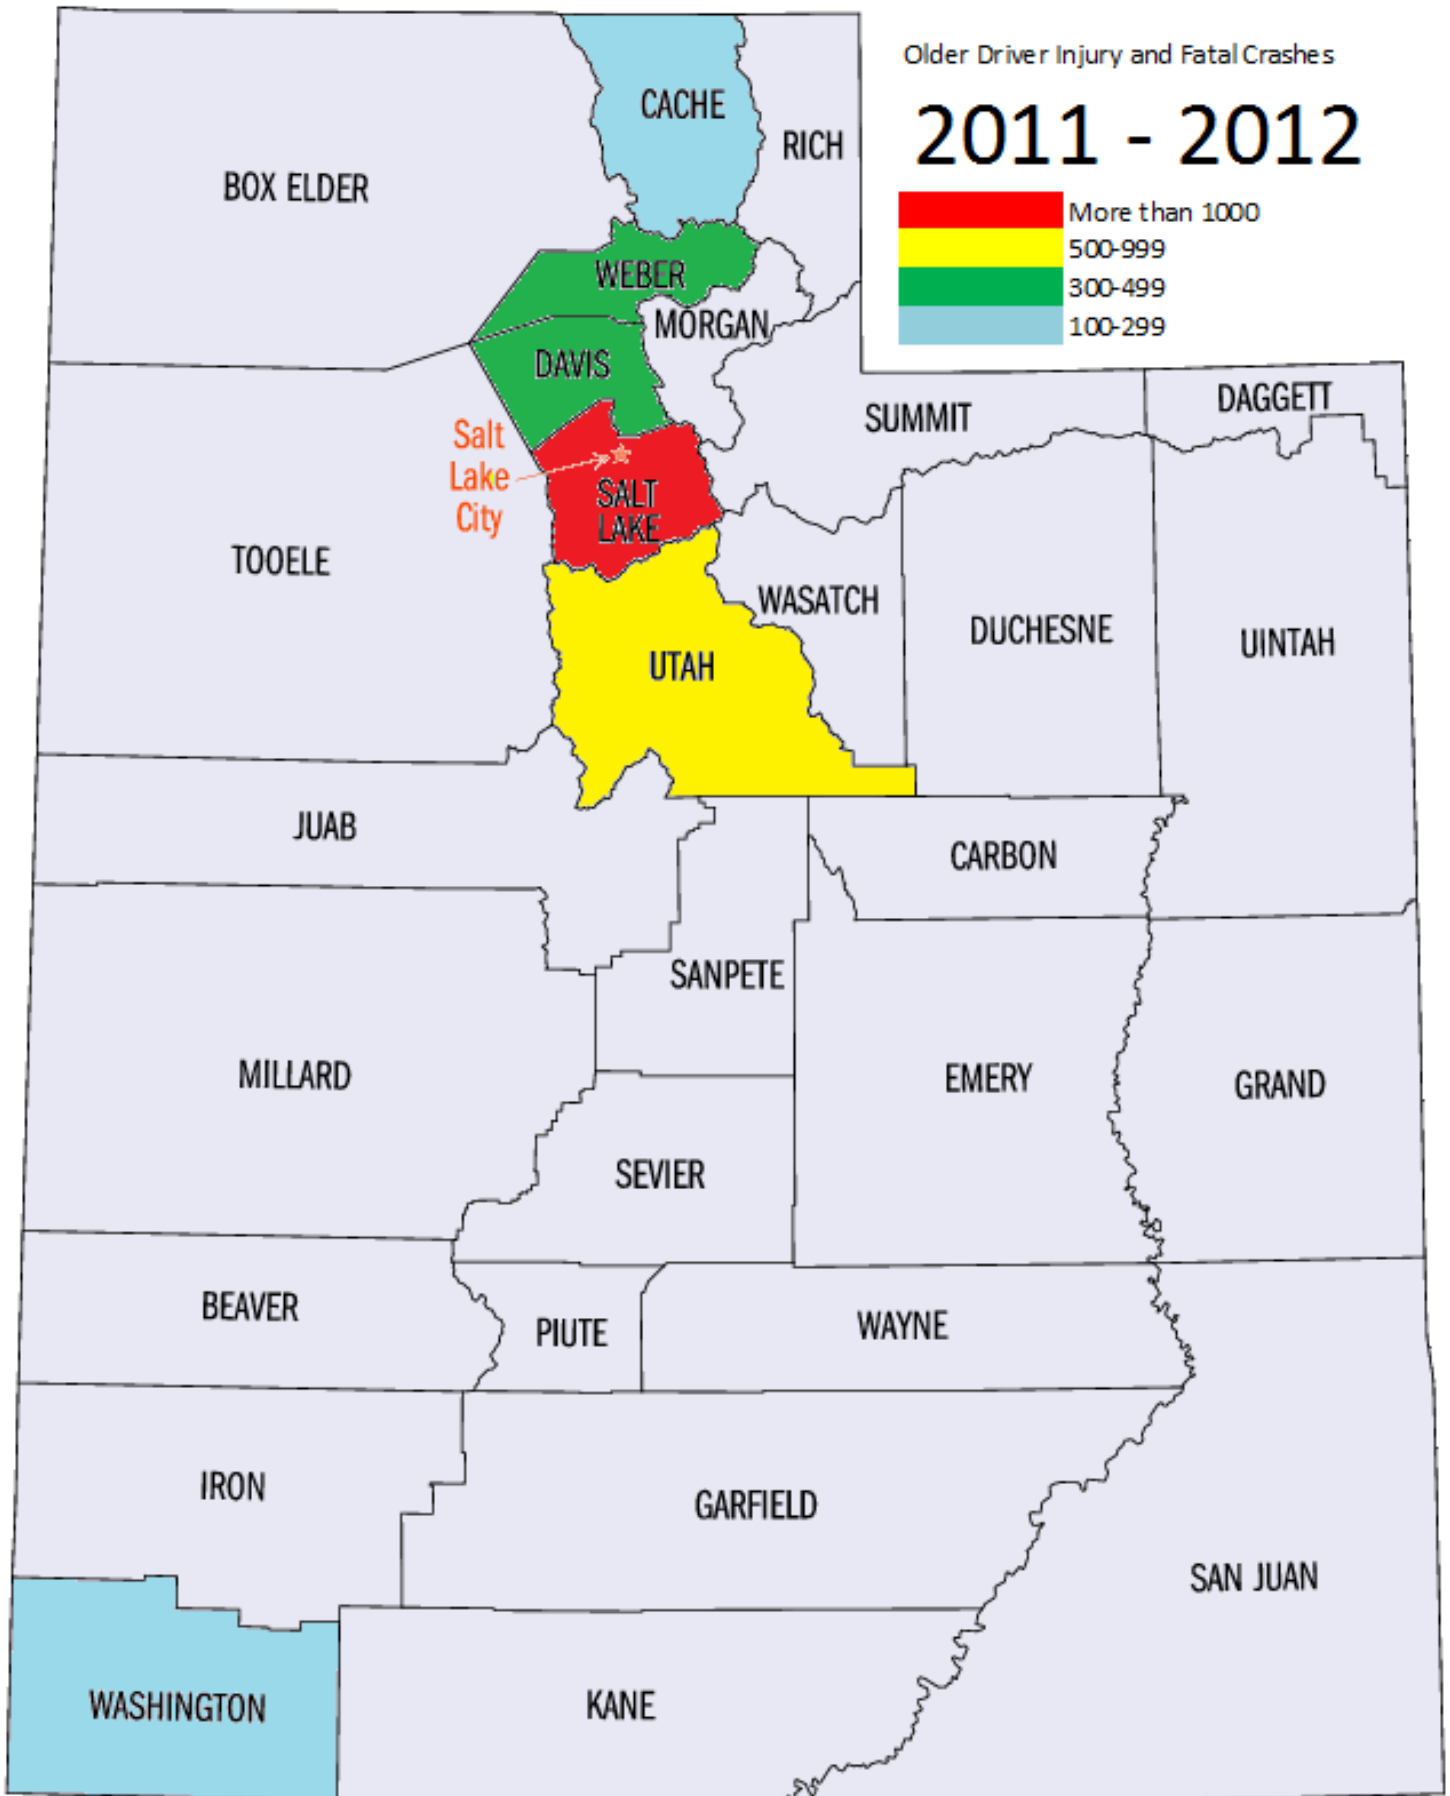 Older Driver Injury and Fatal Crashes
2011 - 2012
More than 1000
500-999
300-499
100-299
CACHE
RICH
BOX ELDER
WEBER
MORGAN
DAVIS
SUMMIT
DAGGETT
Salt
Lake
City
SALT
LAKE
TOOELE
WASATCH
DUCHESNE
UINTAH
UTAH
JUAB
CARBON
SANPETE
MILLARD
EMERY
GRAND
SEVIER
BEAVER
PIUTE
WAYNE
IRON
GARFIELD
SAN JUAN
WASHINGTON
KANE